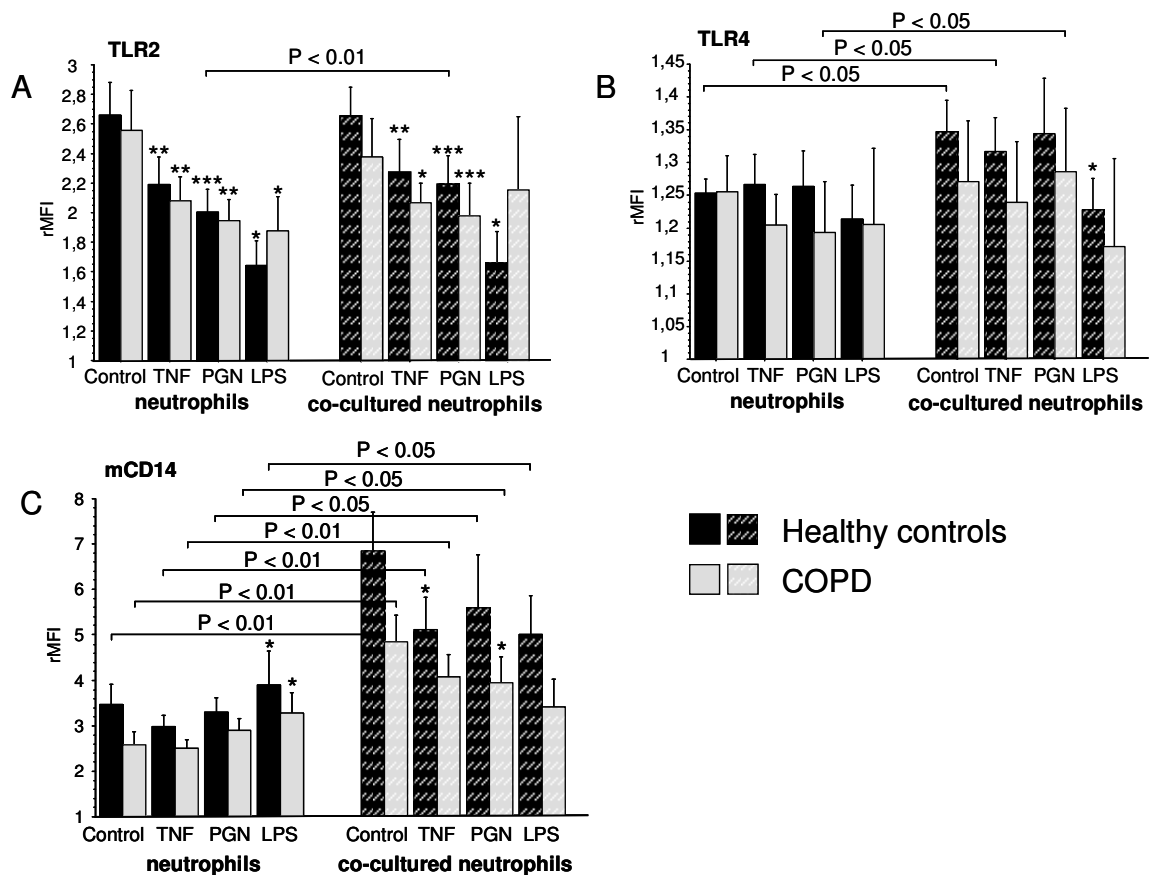 A
TLR2
P < 0.01
rMFI
3
2,8
2,6
2,4
2,2
2
1,8
1,6
1,4
1,2
1
** ** *** ** * *
** * *** *** *
Control TNF PGN LPS
neutrophils
Control TNF PGN LPS
co-cultured neutrophils
B
TLR4
P < 0.05
P < 0.05
P < 0.05
rMFI
1,45
1,4
1,35
1,3
1,25
1,2
1,15
1,1
1,05
1
*
Control TNF PGN LPS
neutrophils
Control TNF PGN LPS
co-cultured neutrophils
C
mCD14
P < 0.05
P < 0.05
P < 0.05
P < 0.01
P < 0.01
P < 0.01
P < 0.01
rMFI
8
7
6
5
4
3
2
1
* *
* *
Control TNF PGN LPS
neutrophils
Control TNF PGN LPS
co-cultured neutrophils
Healthy controls
COPD